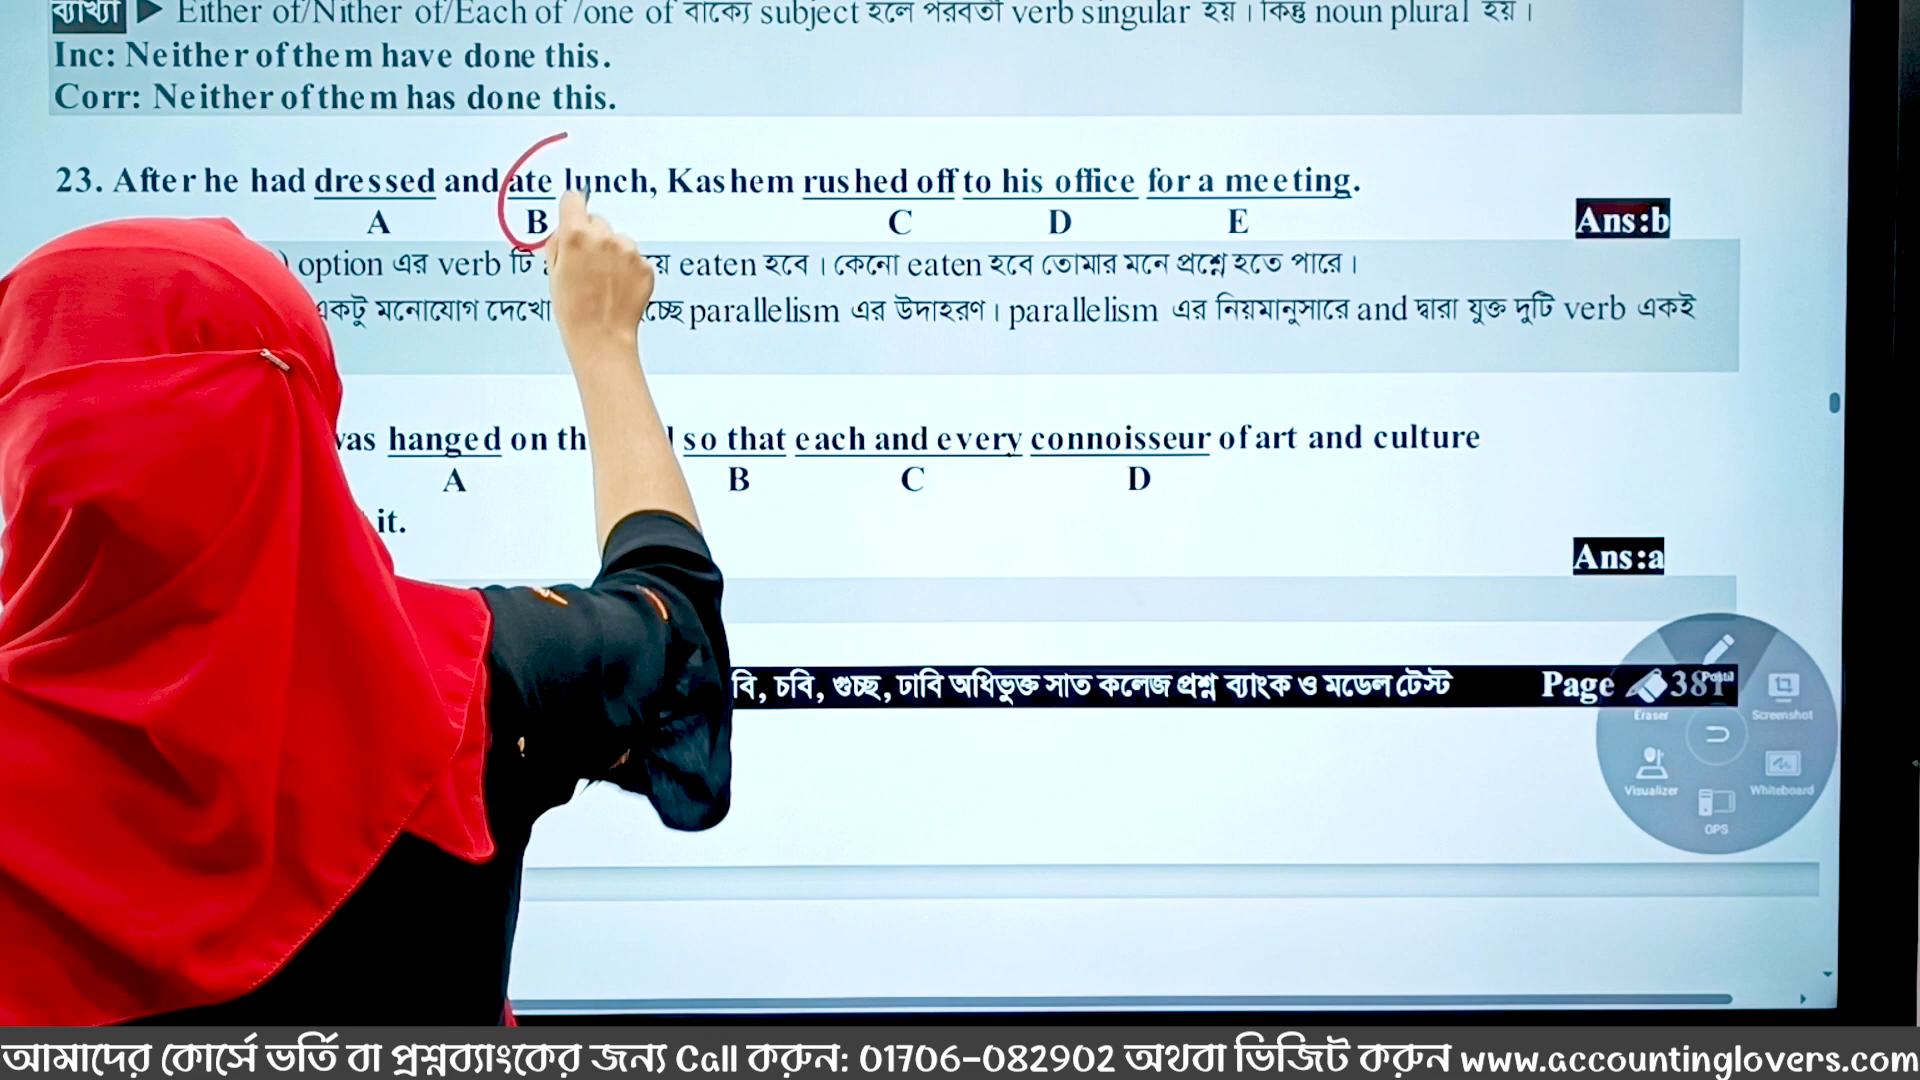 ব্যাখ্যা ▶ Either of/Nither of/Each of /one of বাক্যে subject হলে পরবর্তী verb singular হয়। কিন্তু noun plural হয়।
Inc: Neither of them have done this.
Corr: Neither of them has done this.
23. After he had dressed and ate lunch, Kashem rushed off to his office for a meeting.
A B C D E
Ans:b
) option এর verb টি য়ে eaten হবে। কেনো eaten হবে তোমার মনে প্রশ্নে হতে পারে।
একটু মনোযোগ দেখো চ্ছে parallelism এর উদাহরণ। parallelism এর নিয়মানুসারে and দ্বারা যুক্ত দুটি verb একই
was hanged on th so that each and every connoisseur of art and culture
A B C D
it.
Ans:a
বি, চবি, গুচ্ছ, ঢাবি অধিভুক্ত সাত কলেজ প্রশ্ন ব্যাংক ও মডেল টেস্ট Page 381
Eraser Screenshot
Visualizer Whiteboard
OPS
আমাদের কোর্সে ভর্তি বা প্রশ্নব্যাংকের জন্য Call করুন: 01706-082902 অথবা ভিজিট করুন www.accountinglovers.com